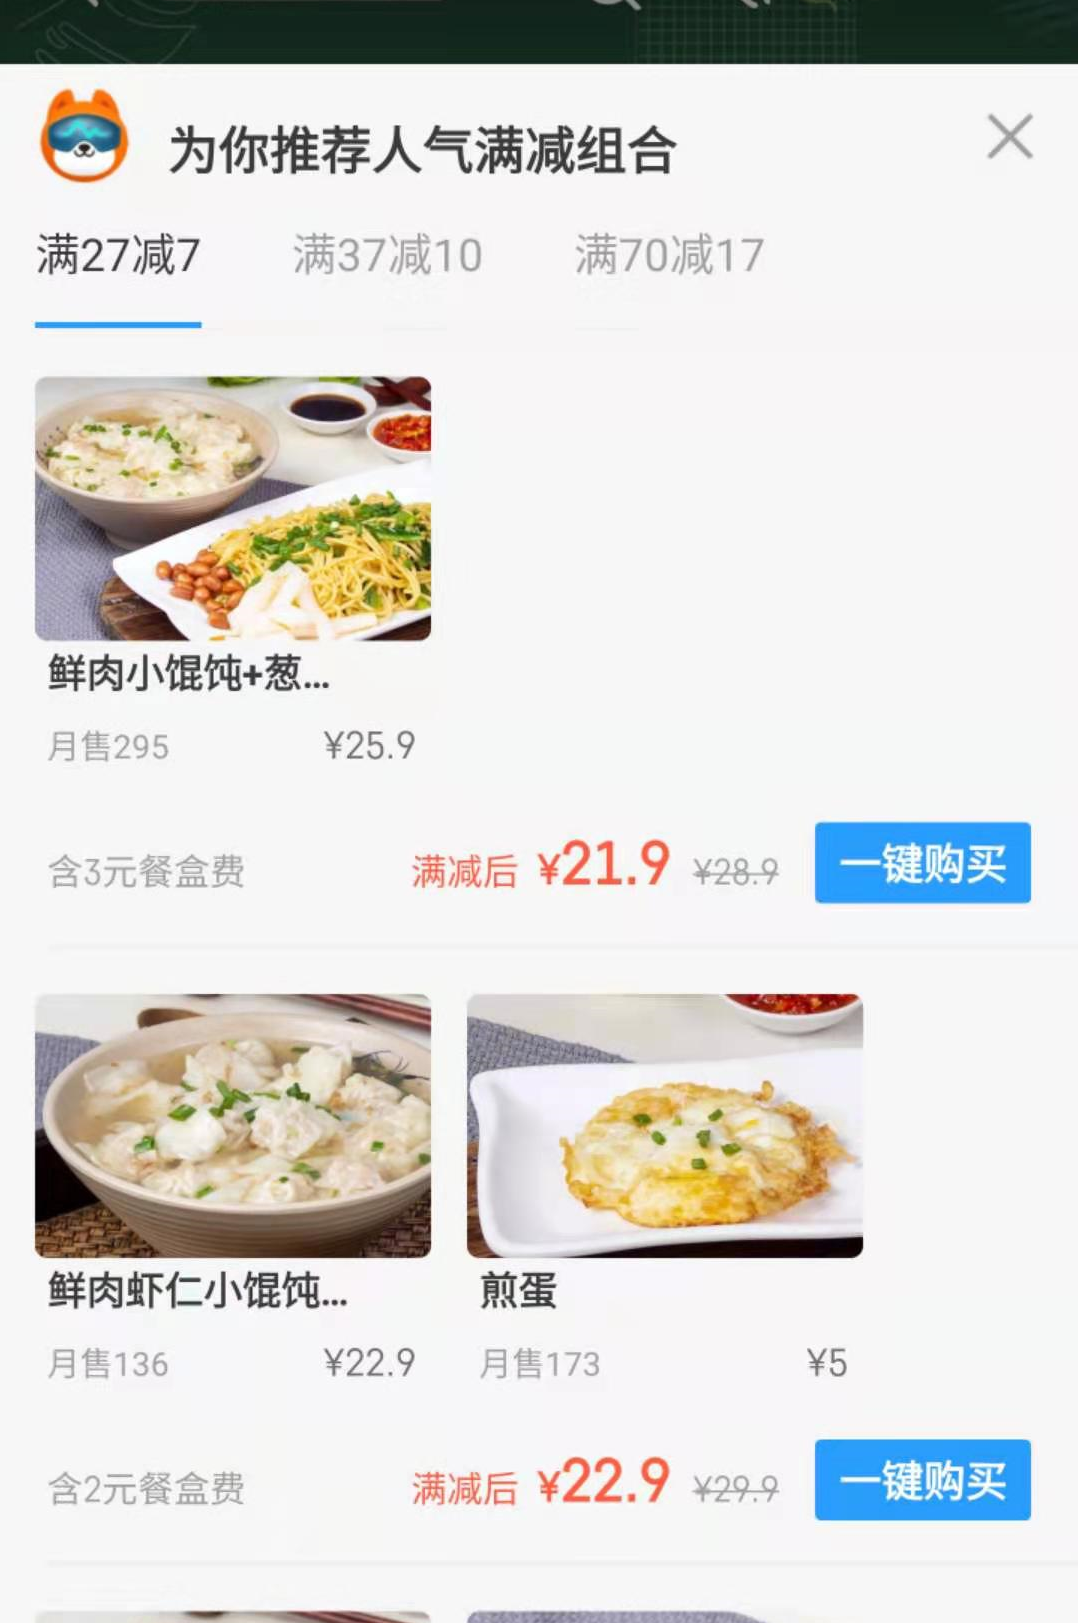 为你推荐人气满减组合
满27减7 满37减10 满70减17
鲜肉小馄饨+葱...
月售295 ¥25.9
含3元餐盒费 满减后 ¥21.9 ¥28.9 一键购买
鲜肉虾仁小馄饨... 煎蛋
月售136 ¥22.9 月售173 ¥5
含2元餐盒费 满减后 ¥22.9 ¥29.9 一键购买